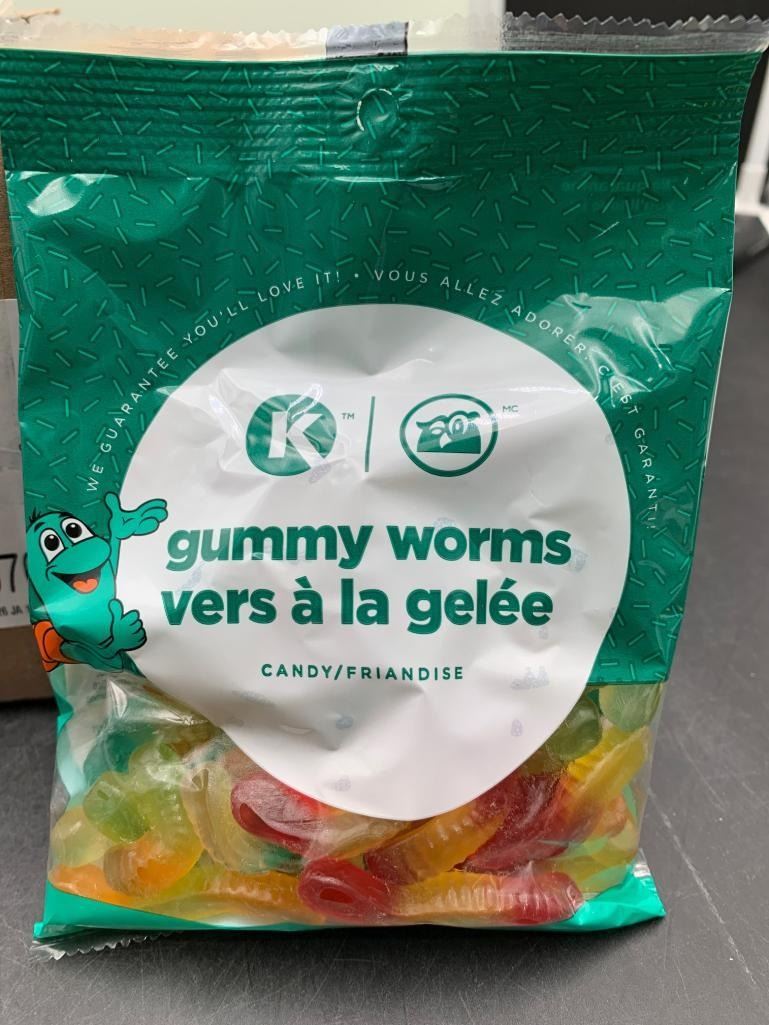 WE GUARANTEE YOU'LL LOVE IT! • VOUS ALLEZ ADORER, C'EST GARANTI!
K™ | MC
gummy worms
vers à la gelée
CANDY/FRIANDISE